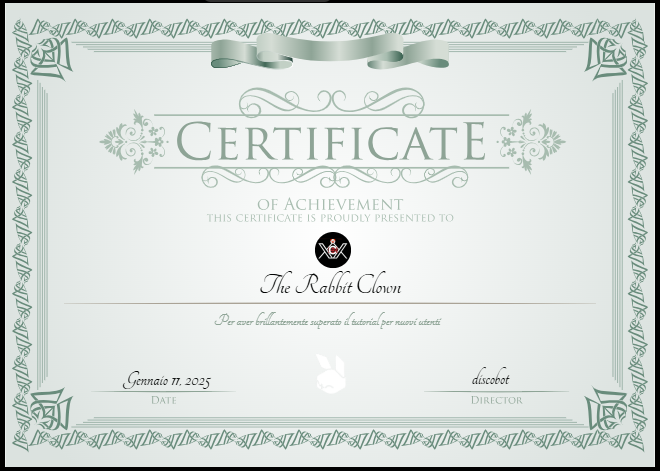 CERTIFICATE
OF ACHIEVEMENT
THIS CERTIFICATE IS PROUDLY PRESENTED TO
The Rabbit Clown
Per aver brillantemente superato il tutorial per nuovi utenti
Gennaio 11, 2025
discobot
DATE
DIRECTOR